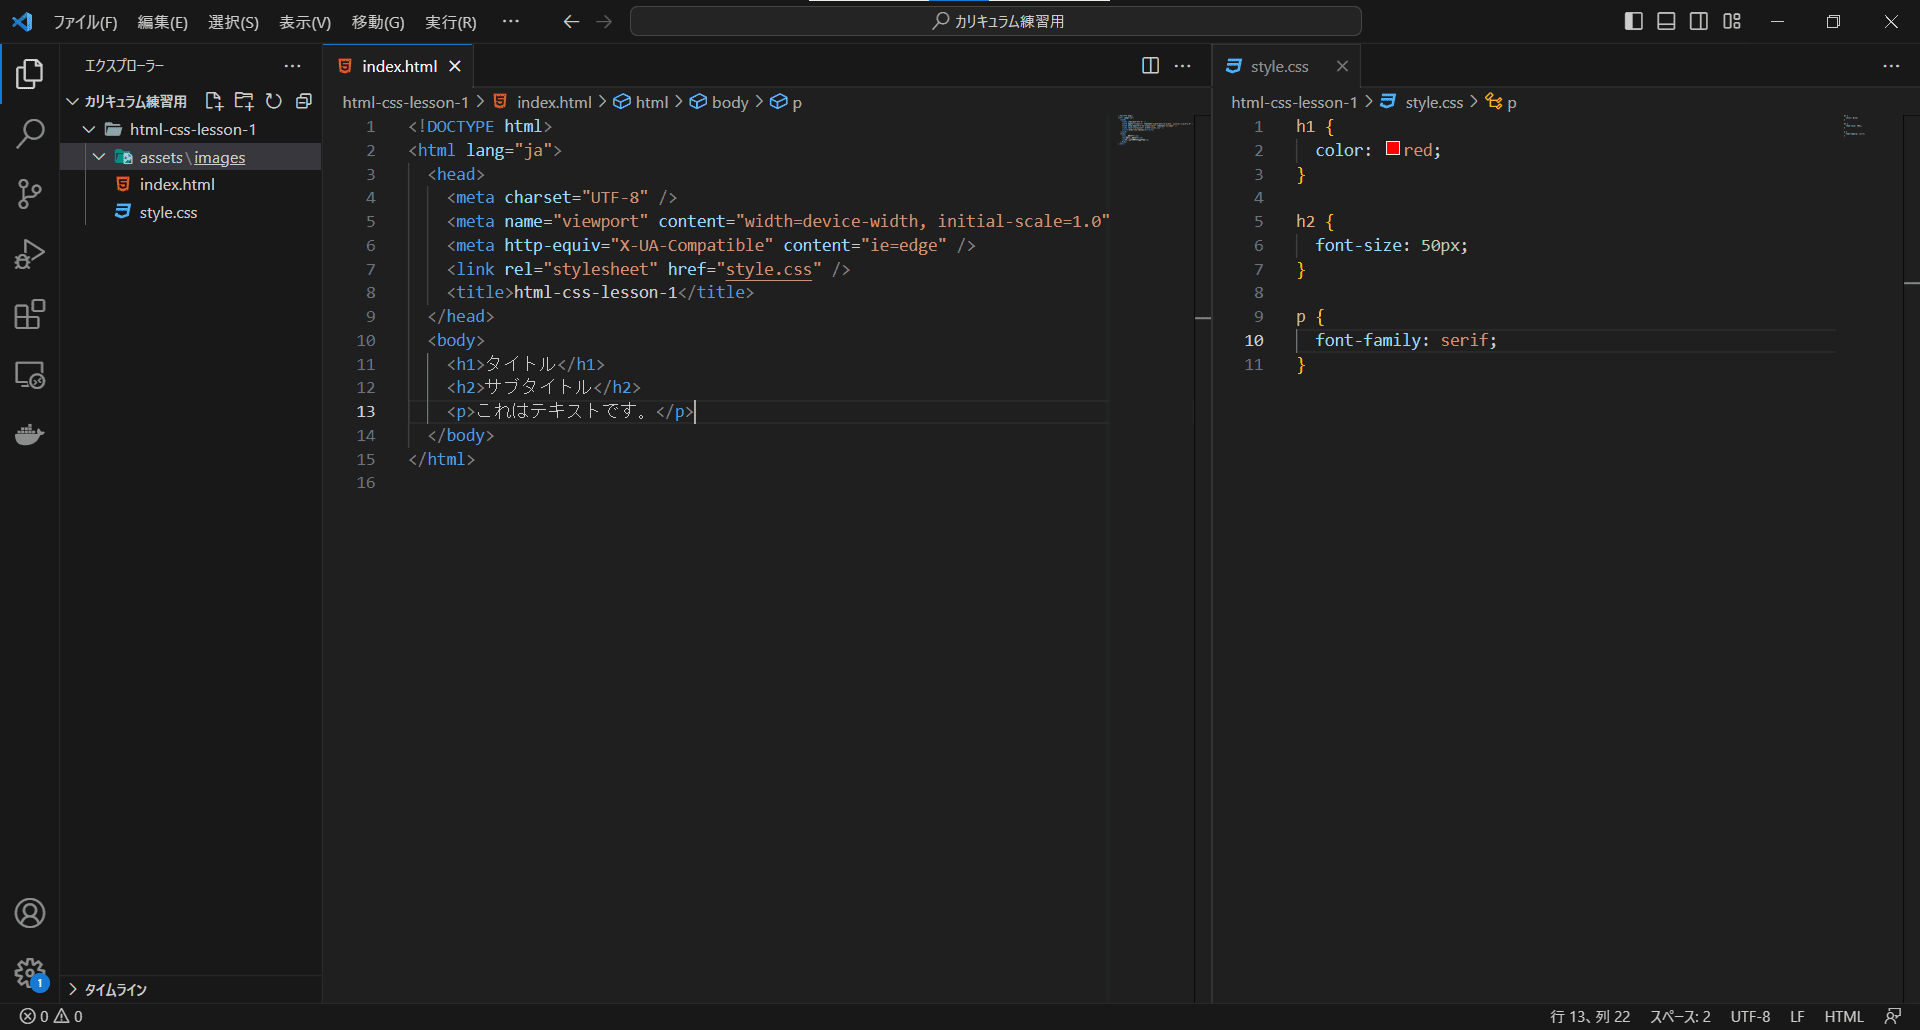 ファイル(F) 編集(E) 選択(S) 表示(V) 移動(G) 実行(R) ··· カリキュラム練習用
エクスプローラー ···
カリキュラム練習用
html-css-lesson-1
assets\images
index.html
style.css
タイムライン
index.html
html-css-lesson-1 > index.html > html > body > p
1 <!DOCTYPE html>
2 <html lang="ja">
3 <head>
4 <meta charset="UTF-8" />
5 <meta name="viewport" content="width=device-width, initial-scale=1.0"
6 <meta http-equiv="X-UA-Compatible" content="ie=edge" />
7 <link rel="stylesheet" href="style.css" />
8 <title>html-css-lesson-1</title>
9 </head>
10 <body>
11 <h1>タイトル</h1>
12 <h2>サブタイトル</h2>
13 <p>これはテキストです。</p>
14 </body>
15 </html>
16
style.css
html-css-lesson-1 > style.css > p
1 h1 {
2 color: red;
3 }
4
5 h2 {
6 font-size: 50px;
7 }
8
9 p {
10 font-family: serif;
11 }
1
0 0 行 13、列 22 スペース: 2 UTF-8 LF HTML